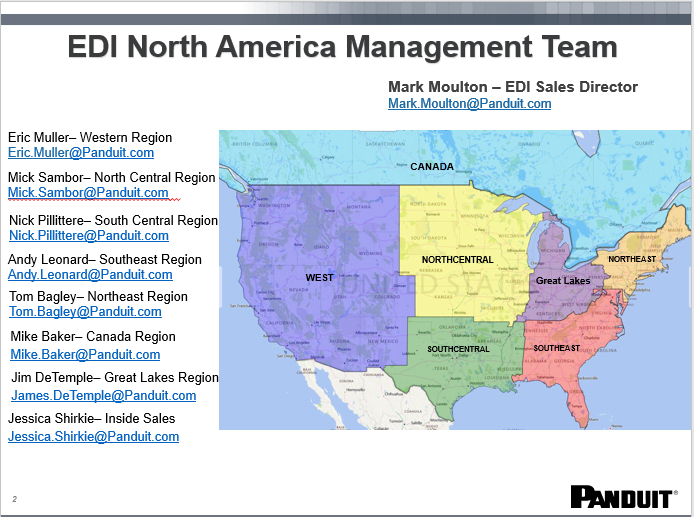 EDI North America Management Team
Mark Moulton – EDI Sales Director
Mark.Moulton@Panduit.com
Eric Muller– Western Region
Eric.Muller@Panduit.com
Mick Sambor– North Central Region
Mick.Sambor@Panduit.com
Nick Pillittere– South Central Region
Nick.Pillittere@Panduit.com
Andy Leonard– Southeast Region
Andy.Leonard@Panduit.com
Tom Bagley– Northeast Region
Tom.Bagley@Panduit.com
Mike Baker– Canada Region
Mike.Baker@Panduit.com
Jim DeTemple– Great Lakes Region
James.DeTemple@Panduit.com
Jessica Shirkie– Inside Sales
Jessica.Shirkie@Panduit.com
CANADA
NORTHCENTRAL
NORTHEAST
WEST
Great Lakes
SOUTHCENTRAL
SOUTHEAST
2
PANDUIT